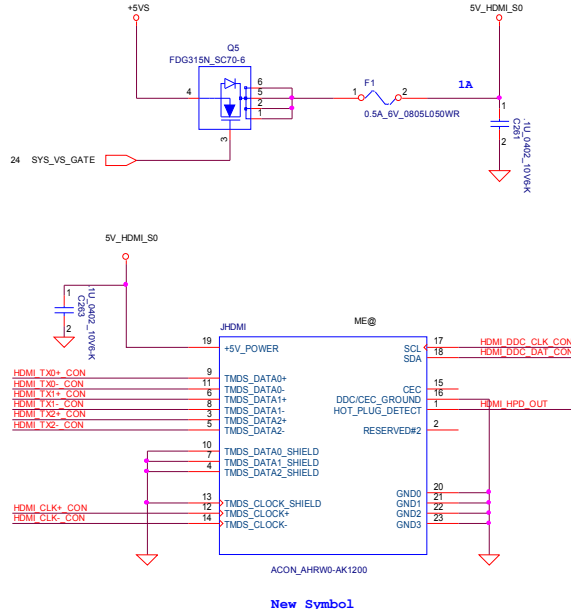 +5VS
5V_HDMI_S0
Q5
FDG315N_SC70-6
4
6
5
2
1
3
F1
1
2
1A
0.5A_6V_0805L050WR
1
2
.1U_0402_10V6-K
C261
24 SYS_VS_GATE
5V_HDMI_S0
1
2
.1U_0402_10V6-K
C263
JHDMI
ME@
19 +5V_POWER
SCL 17 HDMI_DDC_CLK_CON
SDA 18 HDMI_DDC_DAT_CON
HDMI_TX0+_CON 9 TMDS_DATA0+
HDMI_TX0-_CON 11 TMDS_DATA0-
HDMI_TX1+_CON 6 TMDS_DATA1+
HDMI_TX1-_CON 8 TMDS_DATA1-
HDMI_TX2+_CON 3 TMDS_DATA2+
HDMI_TX2-_CON 5 TMDS_DATA2-
CEC 15
DDC/CEC_GROUND 16
HOT_PLUG_DETECT 1 HDMI_HPD_OUT
RESERVED#2 2
10 TMDS_DATA0_SHIELD
7 TMDS_DATA1_SHIELD
4 TMDS_DATA2_SHIELD
13 TMDS_CLOCK_SHIELD
HDMI_CLK+_CON 12 TMDS_CLOCK+
HDMI_CLK-_CON 14 TMDS_CLOCK-
GND0 20
GND1 21
GND2 22
GND3 23
ACON_AHRW0-AK1200
New Symbol